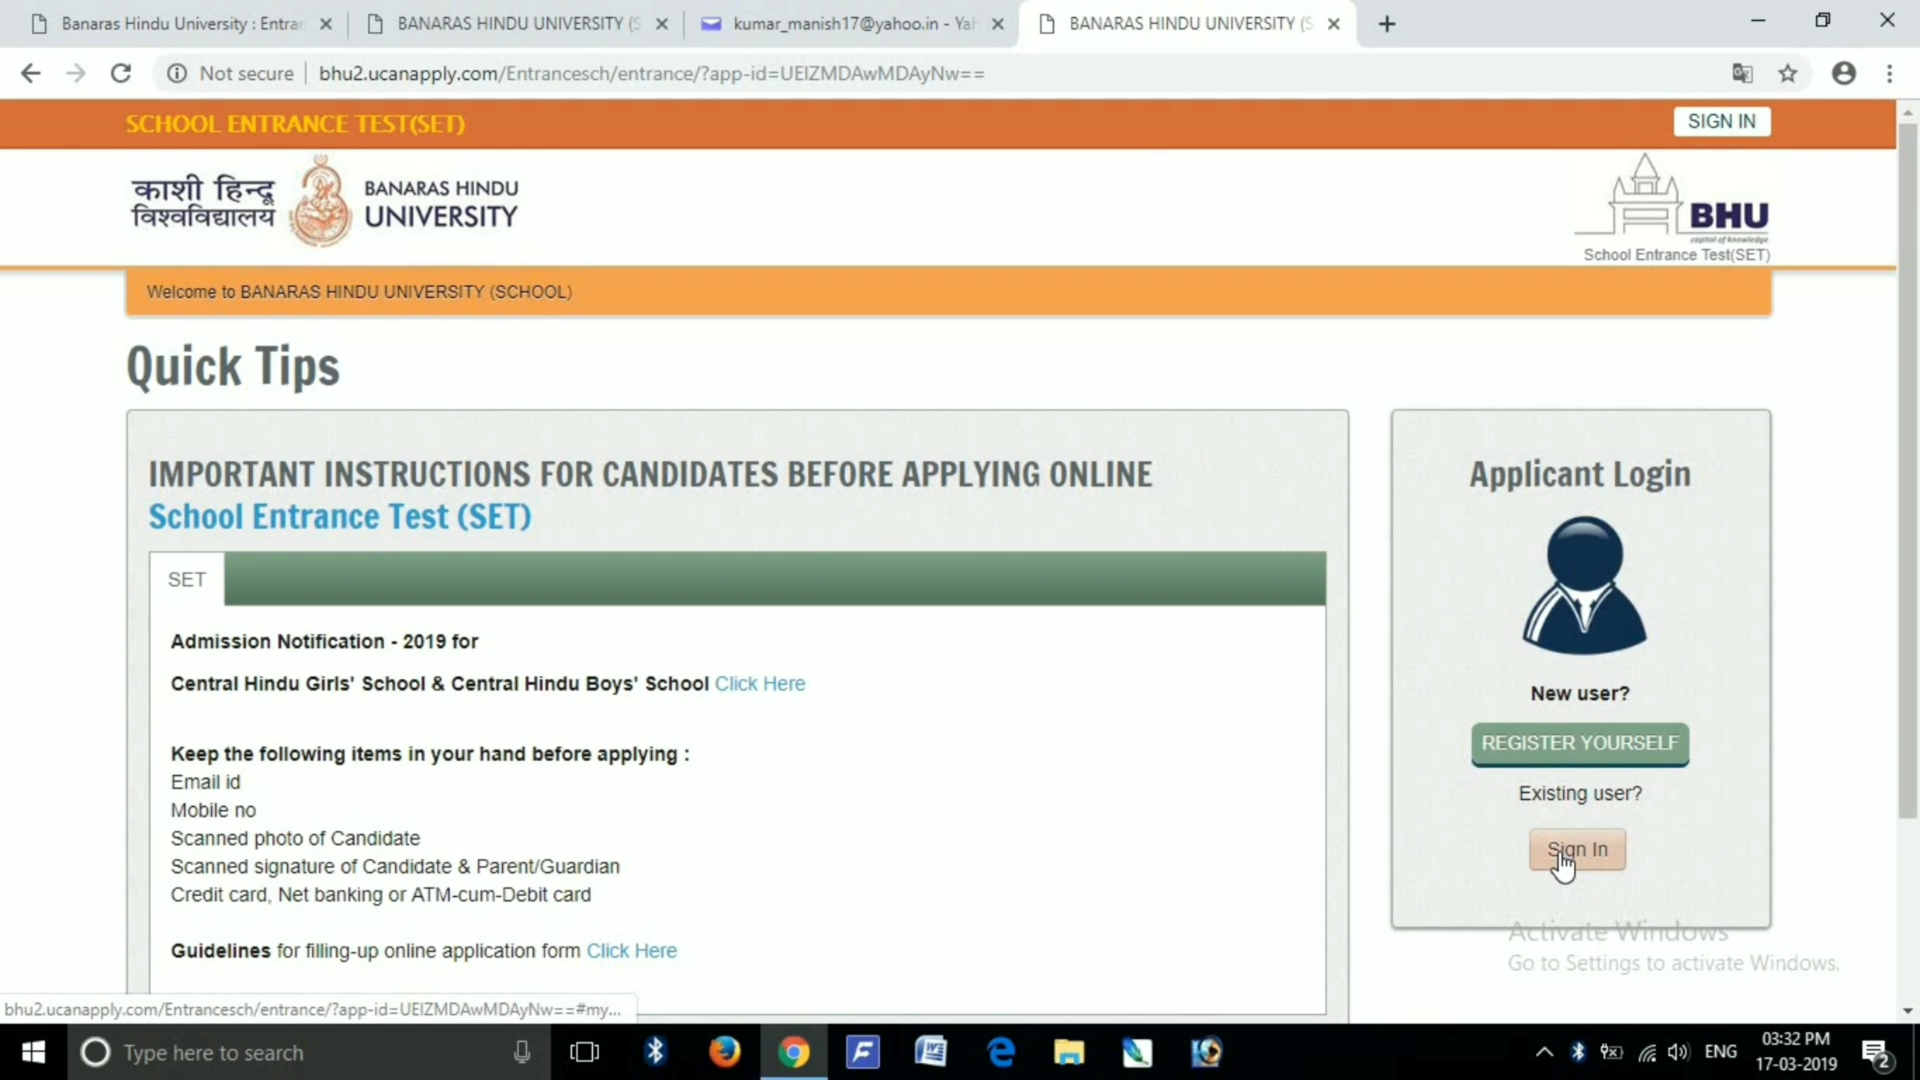 Banaras Hindu University : Entra
BANARAS HINDU UNIVERSITY (S
kumar_manish17@yahoo.in - Yah
BANARAS HINDU UNIVERSITY (S
Not secure
bhu2.ucanapply.com/Entrancesch/entrance/?app-id=UElZMDAwMDAyNw==
SCHOOL ENTRANCE TEST(SET)
SIGN IN
काशी हिन्दू
विश्वविद्यालय
BANARAS HINDU
UNIVERSITY
BHU
capital of knowledge
School Entrance Test(SET)
Welcome to BANARAS HINDU UNIVERSITY (SCHOOL)
Quick Tips
IMPORTANT INSTRUCTIONS FOR CANDIDATES BEFORE APPLYING ONLINE
School Entrance Test (SET)
SET
Admission Notification - 2019 for
Central Hindu Girls' School & Central Hindu Boys' School Click Here
Keep the following items in your hand before applying :
Email id
Mobile no
Scanned photo of Candidate
Scanned signature of Candidate & Parent/Guardian
Credit card, Net banking or ATM-cum-Debit card
Guidelines for filling-up online application form Click Here
Applicant Login
New user?
REGISTER YOURSELF
Existing user?
Sign In
Activate Windows
Go to Settings to activate Windows.
bhu2.ucanapply.com/Entrancesch/entrance/?app-id=UElZMDAwMDAyNw==#my...
Type here to search
ENG
03:32 PM
17-03-2019
2